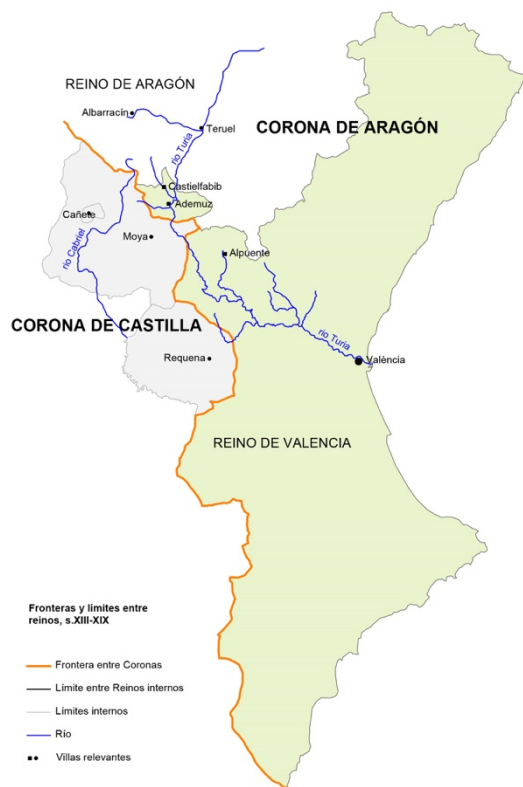 REINO DE ARAGÓN
Albarracín
Teruel
CORONA DE ARAGÓN
río Turia
Castielfabib
Ademuz
Cañete
Moya
río Cabriel
Alpuente
CORONA DE CASTILLA
río Turia
València
Requena
REINO DE VALENCIA
Fronteras y límites entre
reinos, s.XIII-XIX
Frontera entre Coronas
Límite entre Reinos internos
Límites internos
Río
Villas relevantes